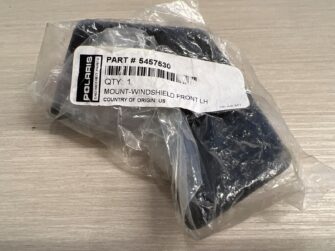 POLARIS
PART # 5457530
QTY: 1
MOUNT-WINDSHIELD FRONT LH
COUNTRY OF ORIGIN: US